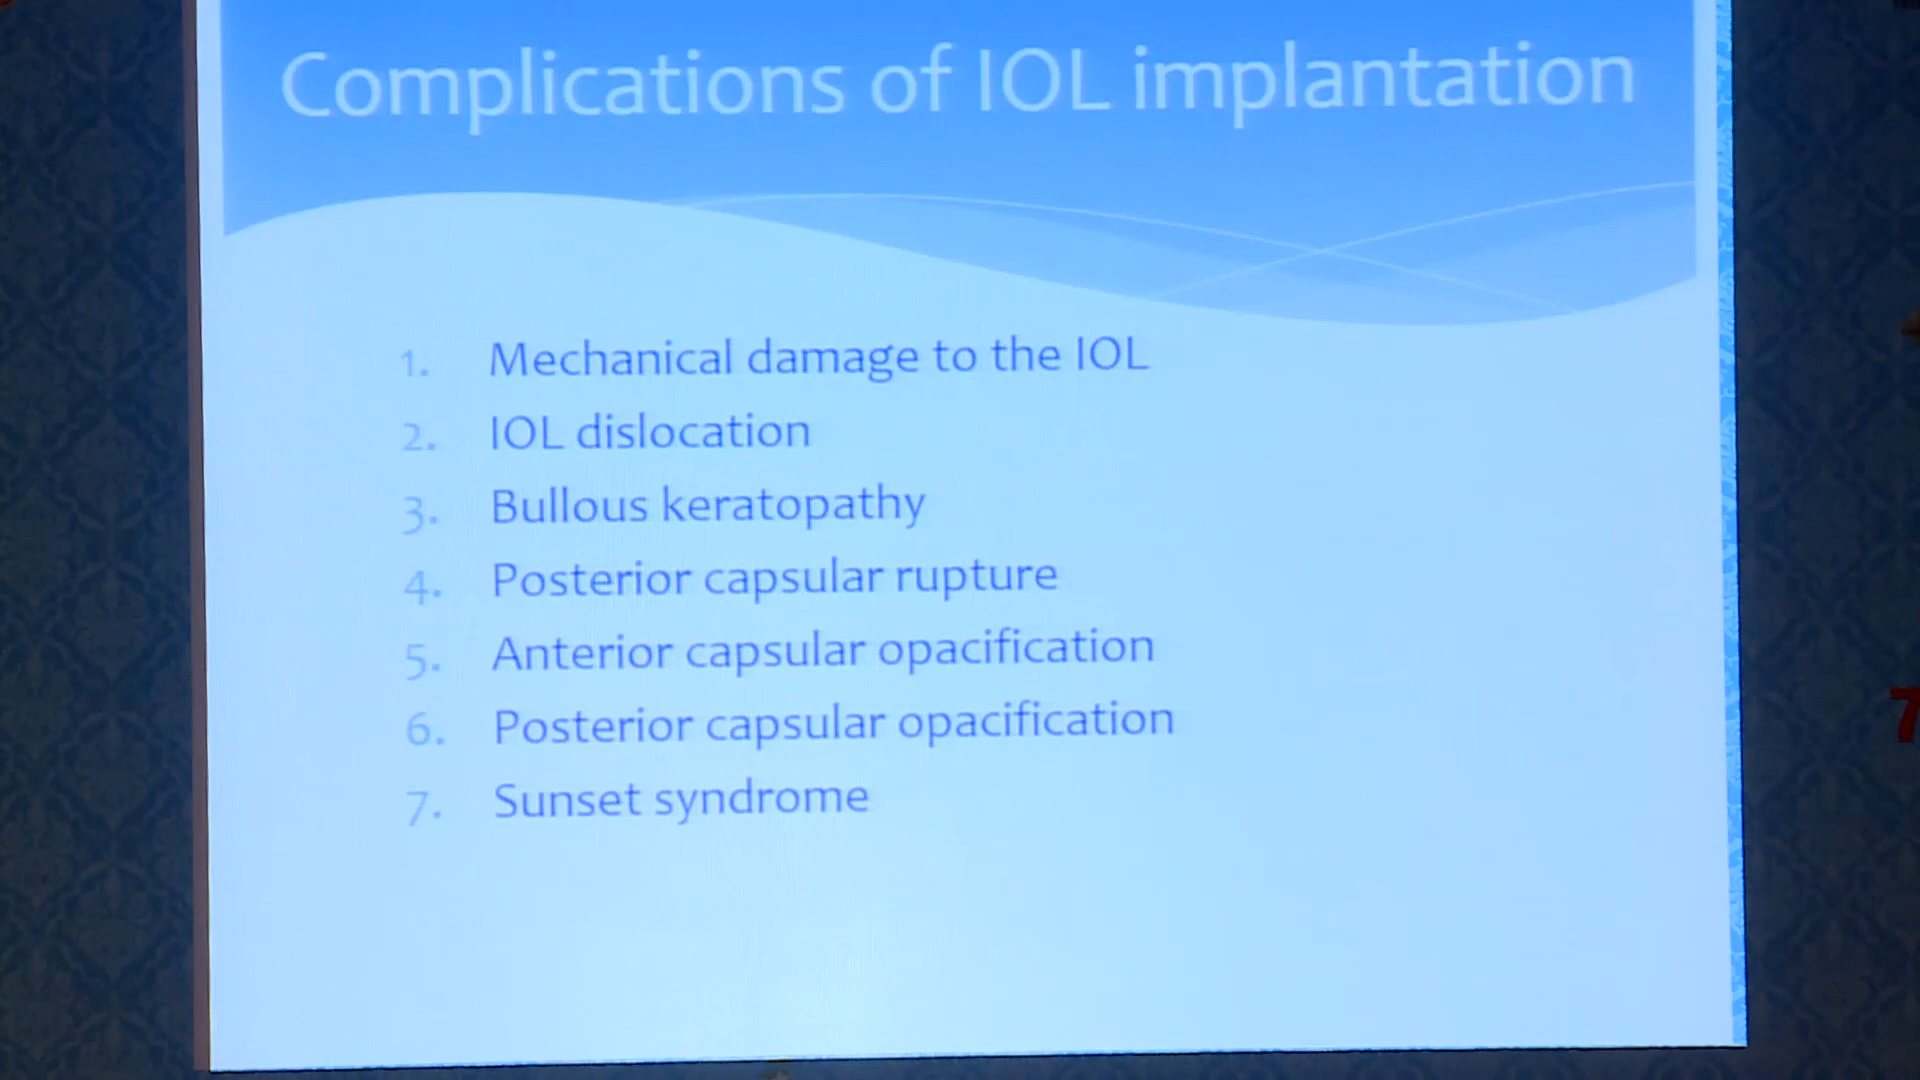 Complications of IOL implantation
1. Mechanical damage to the IOL
2. IOL dislocation
3. Bullous keratopathy
4. Posterior capsular rupture
5. Anterior capsular opacification
6. Posterior capsular opacification
7. Sunset syndrome
7